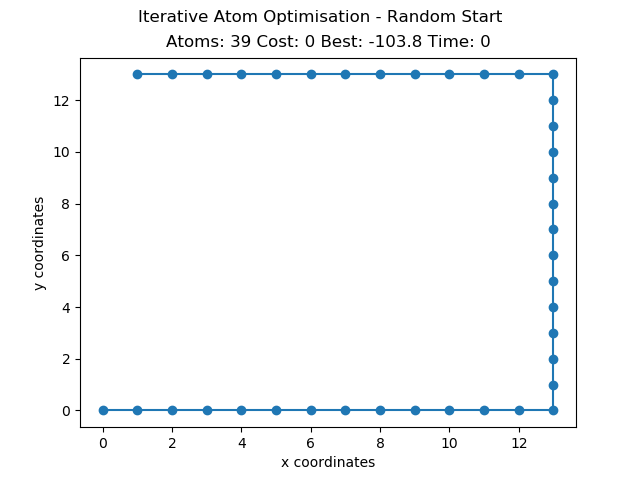 Iterative Atom Optimisation - Random Start
Atoms: 39 Cost: 0 Best: -103.8 Time: 0
12
10
8
6
4
2
0
y coordinates
0 2 4 6 8 10 12
x coordinates